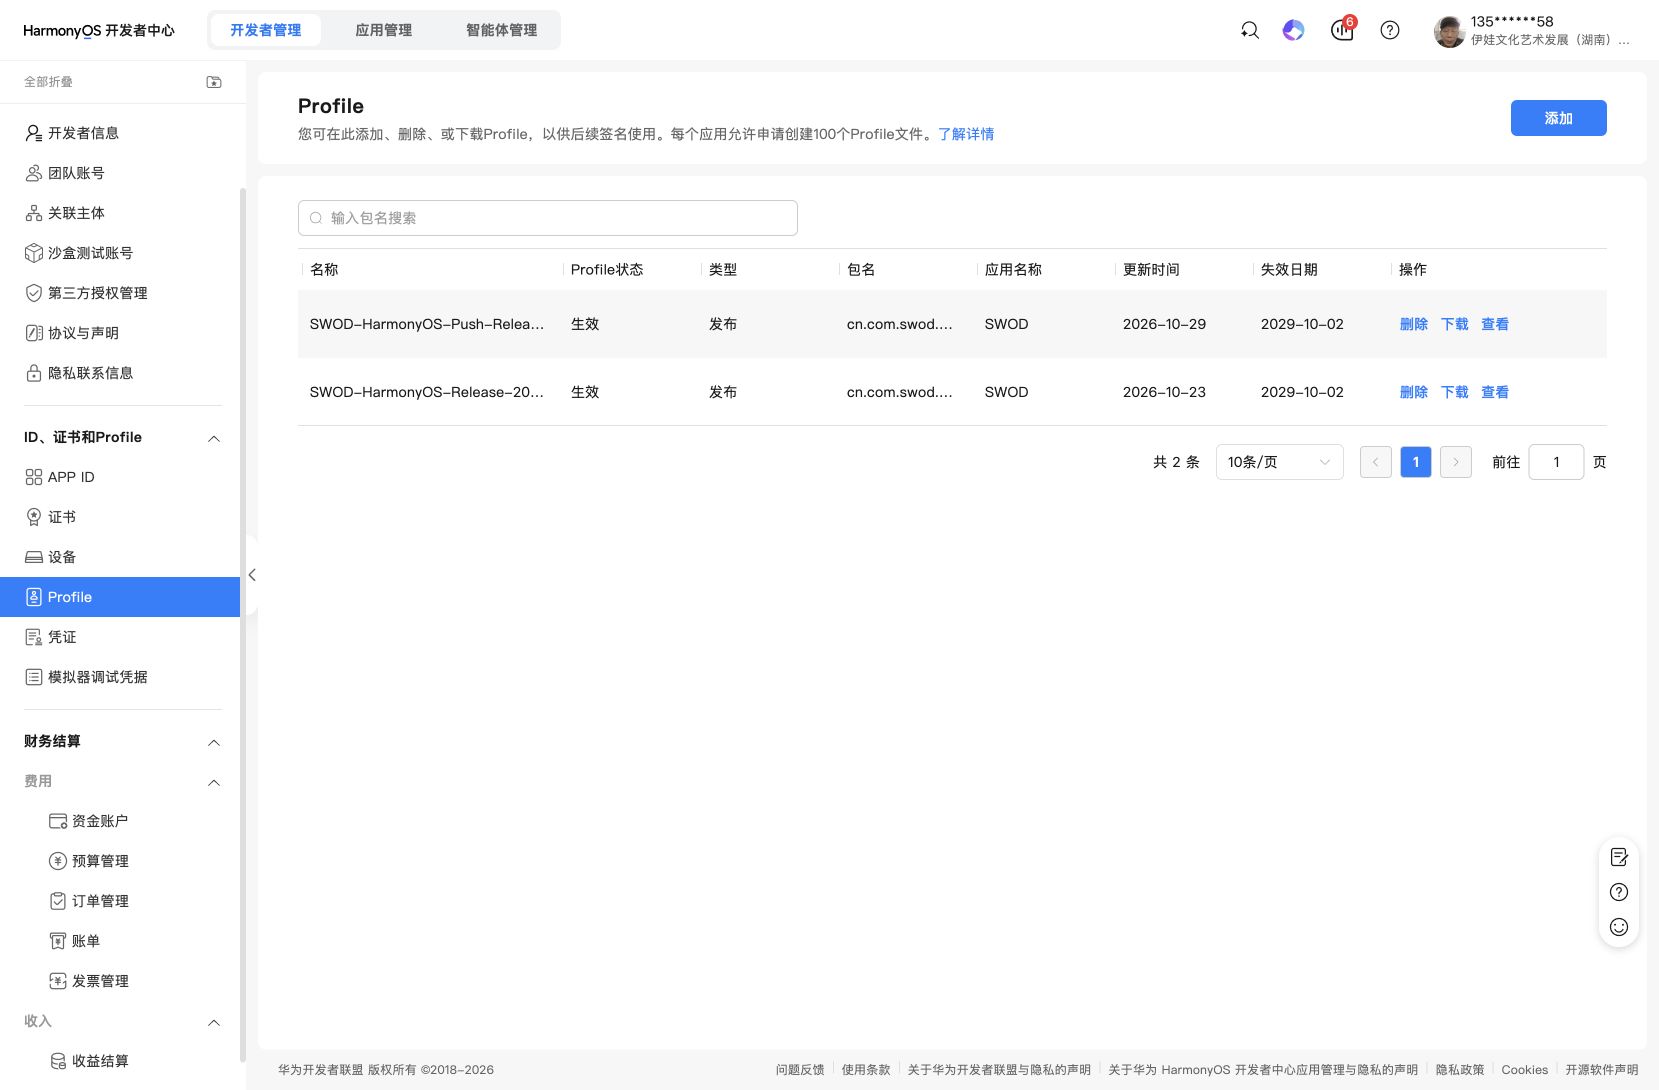 HarmonyOS 开发者中心
开发者管理
应用管理
智能体管理
6
135******58
伊娃文化艺术发展（湖南）...
全部折叠
开发者信息
团队账号
关联主体
沙盒测试账号
第三方授权管理
协议与声明
隐私联系信息
ID、证书和Profile
APP ID
证书
设备
Profile
凭证
模拟器调试凭据
财务结算
费用
资金账户
预算管理
订单管理
账单
发票管理
收入
收益结算
Profile
您可在此添加、删除、或下载Profile，以供后续签名使用。每个应用允许申请创建100个Profile文件。了解详情
添加
输入包名搜索
名称 Profile状态 类型 包名 应用名称 更新时间 失效日期 操作
SWOD-HarmonyOS-Push-Relea... 生效 发布 cn.com.swod.... SWOD 2026-10-29 2029-10-02 删除 下载 查看
SWOD-HarmonyOS-Release-20... 生效 发布 cn.com.swod.... SWOD 2026-10-23 2029-10-02 删除 下载 查看
共 2 条 10条/页 1 前往 1 页
华为开发者联盟 版权所有 ©2018-2026 问题反馈 使用条款 关于华为开发者联盟与隐私的声明 关于华为 HarmonyOS 开发者中心应用管理与隐私的声明 隐私政策 Cookies 开源软件声明